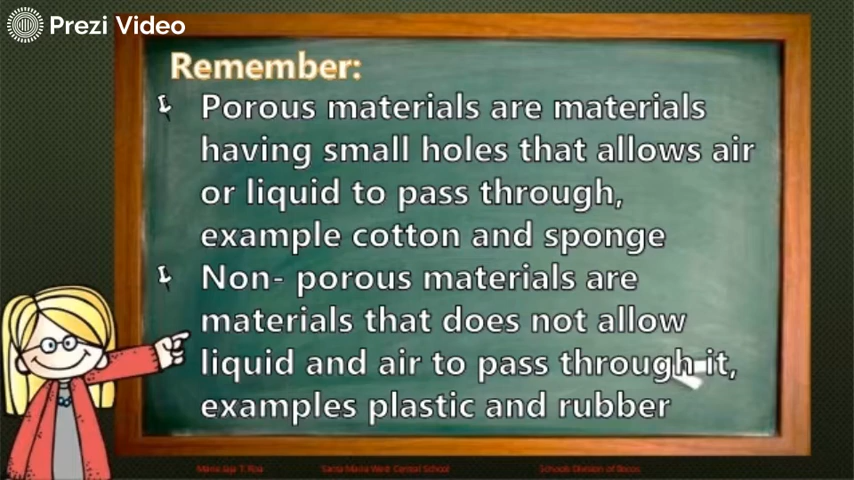 Prezi Video
Remember:
Porous materials are materials
having small holes that allows air
or liquid to pass through,
example cotton and sponge
Non- porous materials are
materials that does not allow
liquid and air to pass through it,
examples plastic and rubber
Santa Maria West Central School
Schools Division of Ilocos